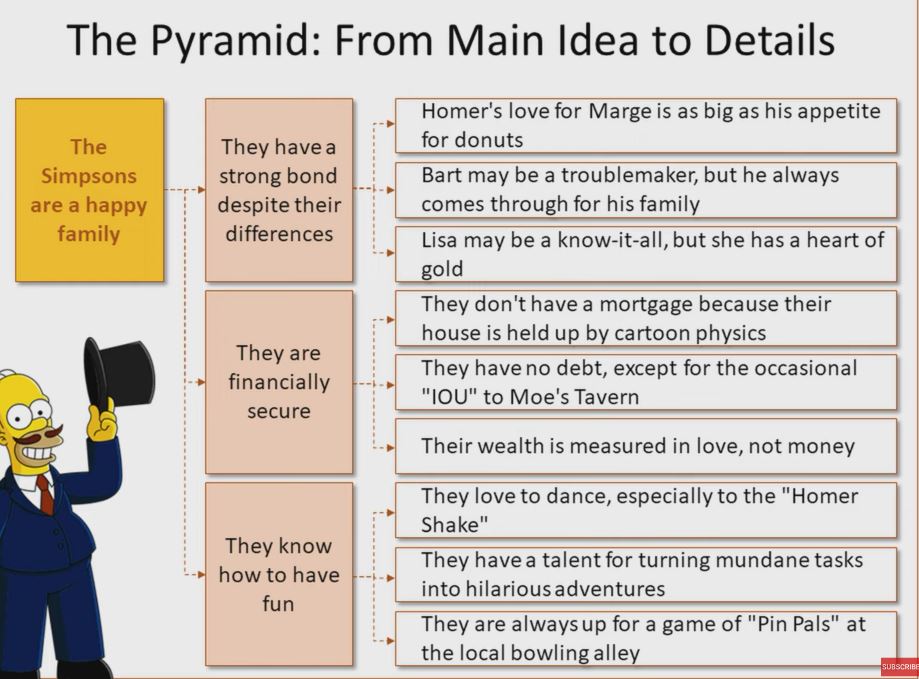 The Pyramid: From Main Idea to Details
The
Simpsons
are a happy
family
They have a
strong bond
despite their
differences
Homer's love for Marge is as big as his appetite
for donuts
Bart may be a troublemaker, but he always
comes through for his family
Lisa may be a know-it-all, but she has a heart of
gold
They are
financially
secure
They don't have a mortgage because their
house is held up by cartoon physics
They have no debt, except for the occasional
"IOU" to Moe's Tavern
Their wealth is measured in love, not money
They know
how to have
fun
They love to dance, especially to the "Homer
Shake"
They have a talent for turning mundane tasks
into hilarious adventures
They are always up for a game of "Pin Pals" at
the local bowling alley
SUBSCRIBE